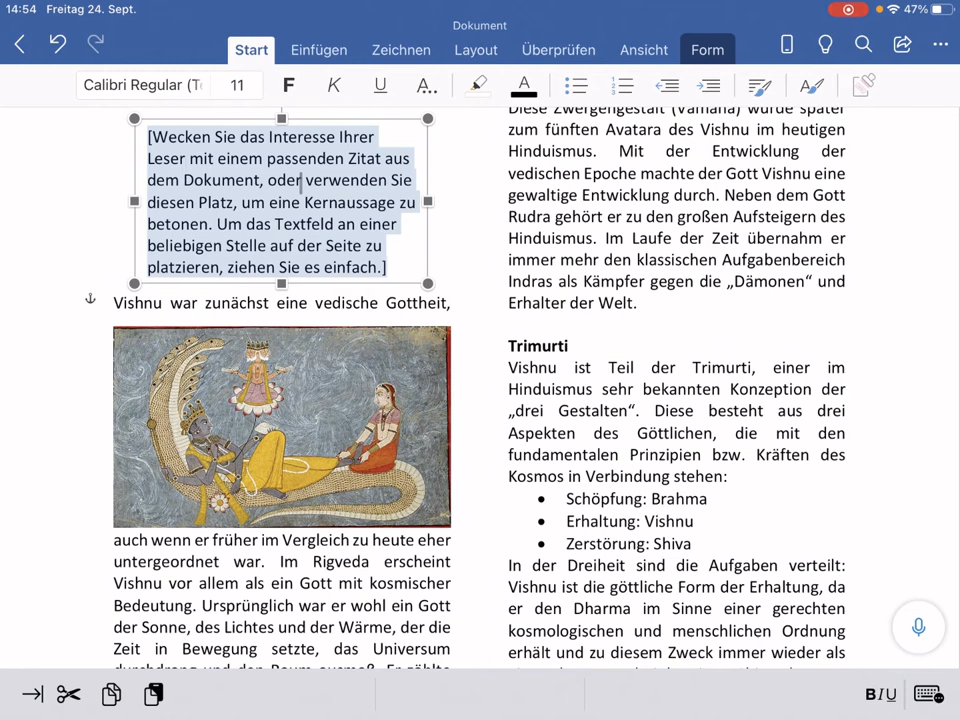 14:54 Freitag 24. Sept.
47%
Dokument
Start Einfügen Zeichnen Layout Überprüfen Ansicht Form
Calibri Regular (T 11 F K U A..
[Wecken Sie das Interesse Ihrer
Leser mit einem passenden Zitat aus
dem Dokument, oder verwenden Sie
diesen Platz, um eine Kernaussage zu
betonen. Um das Textfeld an einer
beliebigen Stelle auf der Seite zu
platzieren, ziehen Sie es einfach.]
Vishnu war zunächst eine vedische Gottheit,
auch wenn er früher im Vergleich zu heute eher
untergeordnet war. Im Rigveda erscheint
Vishnu vor allem als ein Gott mit kosmischer
Bedeutung. Ursprünglich war er wohl ein Gott
der Sonne, des Lichtes und der Wärme, der die
Zeit in Bewegung setzte, das Universum
durchdrang und den Raum ausmaß. Er zählte
Diese Zwergengestalt (Vamana) wurde später
zum fünften Avatara des Vishnu im heutigen
Hinduismus. Mit der Entwicklung der
vedischen Epoche machte der Gott Vishnu eine
gewaltige Entwicklung durch. Neben dem Gott
Rudra gehört er zu den großen Aufsteigern des
Hinduismus. Im Laufe der Zeit übernahm er
immer mehr den klassischen Aufgabenbereich
Indras als Kämpfer gegen die „Dämonen“ und
Erhalter der Welt.
Trimurti
Vishnu ist Teil der Trimurti, einer im
Hinduismus sehr bekannten Konzeption der
„drei Gestalten“. Diese besteht aus drei
Aspekten des Göttlichen, die mit den
fundamentalen Prinzipien bzw. Kräften des
Kosmos in Verbindung stehen:
• Schöpfung: Brahma
• Erhaltung: Vishnu
• Zerstörung: Shiva
In der Dreiheit sind die Aufgaben verteilt:
Vishnu ist die göttliche Form der Erhaltung, da
er den Dharma im Sinne einer gerechten
kosmologischen und menschlichen Ordnung
erhält und zu diesem Zweck immer wieder als
BIU